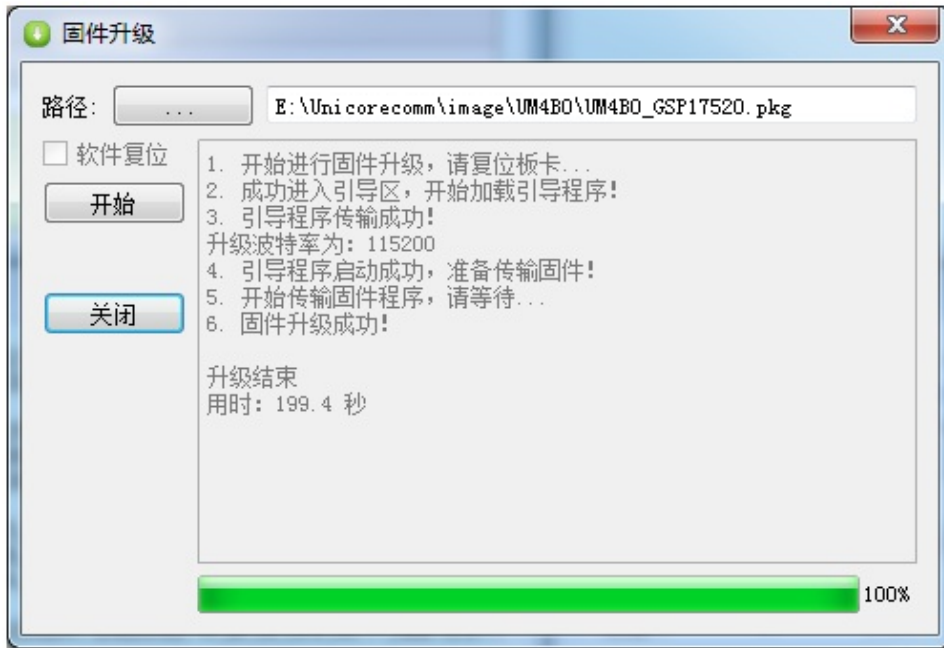 固件升级
路径: ... E:\Unicorecomm\image\UM4B0\UM4B0_GSP17520.pkg
软件复位
开始
关闭
1. 开始进行固件升级，请复位板卡...
2. 成功进入引导区，开始加载引导程序!
3. 引导程序传输成功!
升级波特率为: 115200
4. 引导程序启动成功，准备传输固件!
5. 开始传输固件程序，请等待...
6. 固件升级成功!
升级结束
用时: 199.4 秒
100%